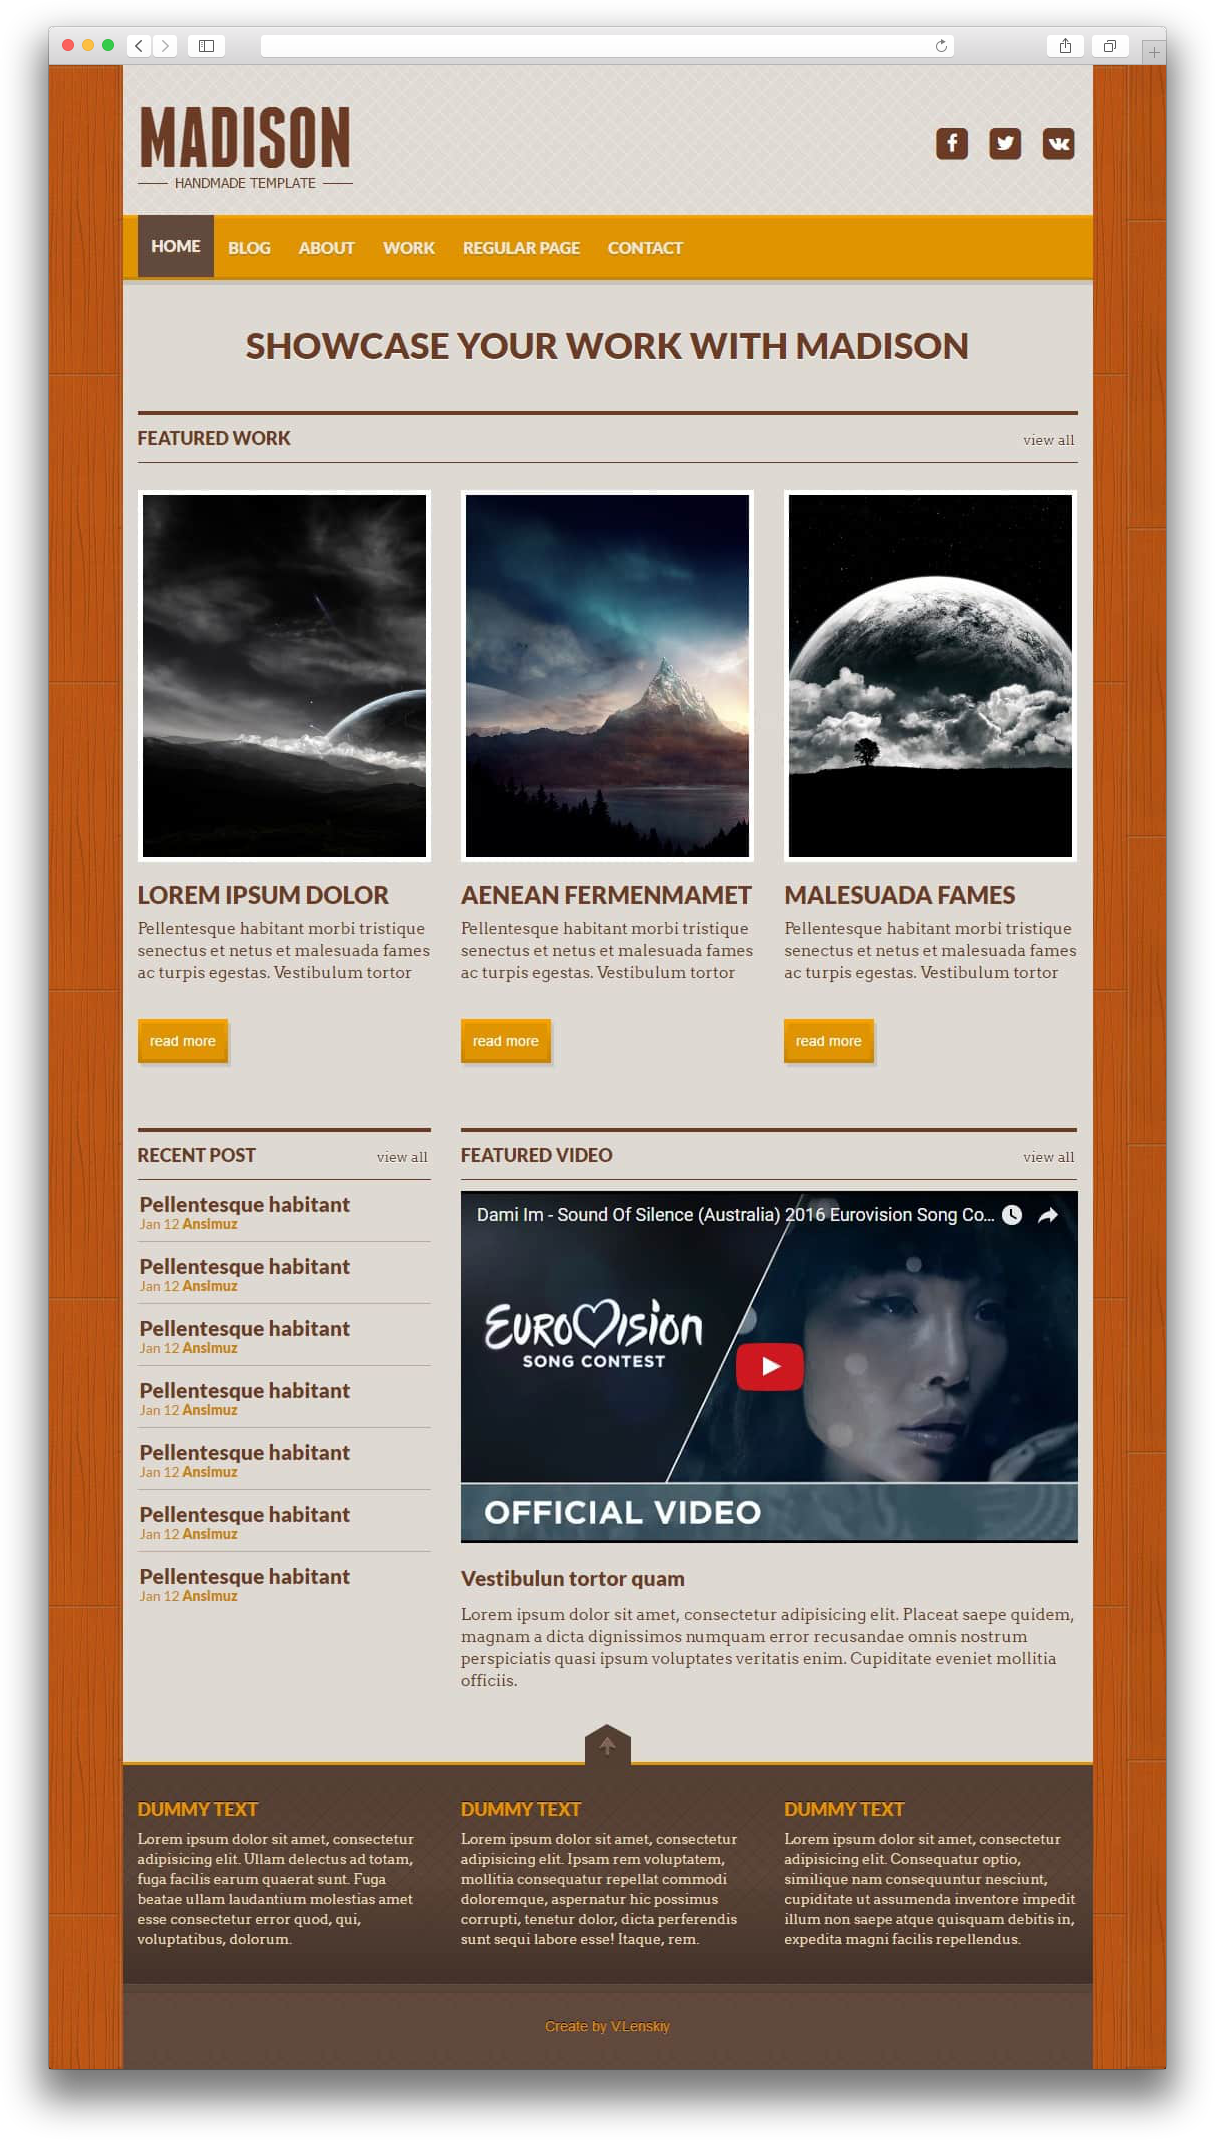 MADISON
HANDMADE TEMPLATE
HOME BLOG ABOUT WORK REGULAR PAGE CONTACT
SHOWCASE YOUR WORK WITH MADISON
FEATURED WORK
view all
LOREM IPSUM DOLOR
Pellentesque habitant morbi tristique
senectus et netus et malesuada fames
ac turpis egestas. Vestibulum tortor
read more
AENEAN FERMENMAMET
Pellentesque habitant morbi tristique
senectus et netus et malesuada fames
ac turpis egestas. Vestibulum tortor
read more
MALESUADA FAMES
Pellentesque habitant morbi tristique
senectus et netus et malesuada fames
ac turpis egestas. Vestibulum tortor
read more
RECENT POST
view all
Pellentesque habitant
Jan 12 Ansimuz
Pellentesque habitant
Jan 12 Ansimuz
Pellentesque habitant
Jan 12 Ansimuz
Pellentesque habitant
Jan 12 Ansimuz
Pellentesque habitant
Jan 12 Ansimuz
Pellentesque habitant
Jan 12 Ansimuz
Pellentesque habitant
Jan 12 Ansimuz
FEATURED VIDEO
view all
Dami Im - Sound Of Silence (Australia) 2016 Eurovision Song Co...
EUROVISION
SONG CONTEST
OFFICIAL VIDEO
Vestibulun tortor quam
Lorem ipsum dolor sit amet, consectetur adipisicing elit. Placeat saepe quidem,
magnam a dicta dignissimos numquam error recusandae omnis nostrum
perspiciatis quasi ipsum voluptates veritatis enim. Cupiditate eveniet mollitia
officiis.
DUMMY TEXT
Lorem ipsum dolor sit amet, consectetur
adipisicing elit. Ullam delectus ad totam,
fuga facilis earum quaerat sunt. Fuga
beatae ullam laudantium molestias amet
esse consectetur error quod, qui,
voluptatibus, dolorum.
DUMMY TEXT
Lorem ipsum dolor sit amet, consectetur
adipisicing elit. Ipsam rem voluptatem,
mollitia consequatur repellat commodi
doloremque, aspernatur hic possimus
corrupti, tenetur dolor, dicta perferendis
sunt sequi labore esse! Itaque, rem.
DUMMY TEXT
Lorem ipsum dolor sit amet, consectetur
adipisicing elit. Consequatur optio,
similique nam consequuntur nesciunt,
cupiditate ut assumenda inventore impedit
illum non saepe atque quisquam debitis in,
expedita magni facilis repellendus.
Create by V.Lenskiy